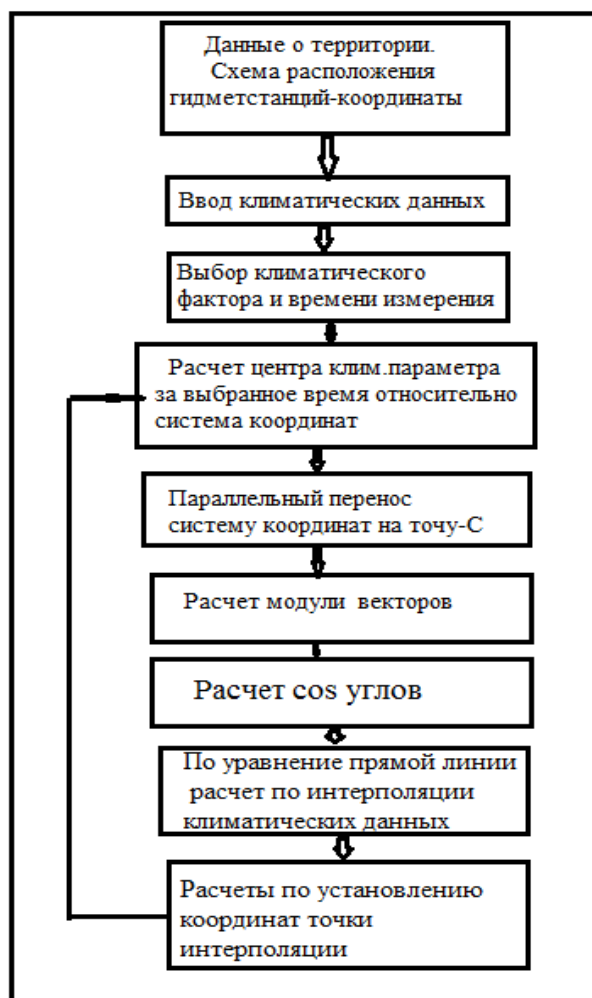 Данные о территории.
Схема расположения
гидметстанций-координаты
Ввод климатических данных
Выбор климатического
фактора и времени измерения
Расчет центра клим.параметра
за выбранное время относительно
система координат
Параллельный перенос
систему координат на точу-С
Расчет модули векторов
Расчет cos углов
По уравнение прямой линии
расчет по интерполяции
климатических данных
Расчеты по установлению
координат точки
интерполяции